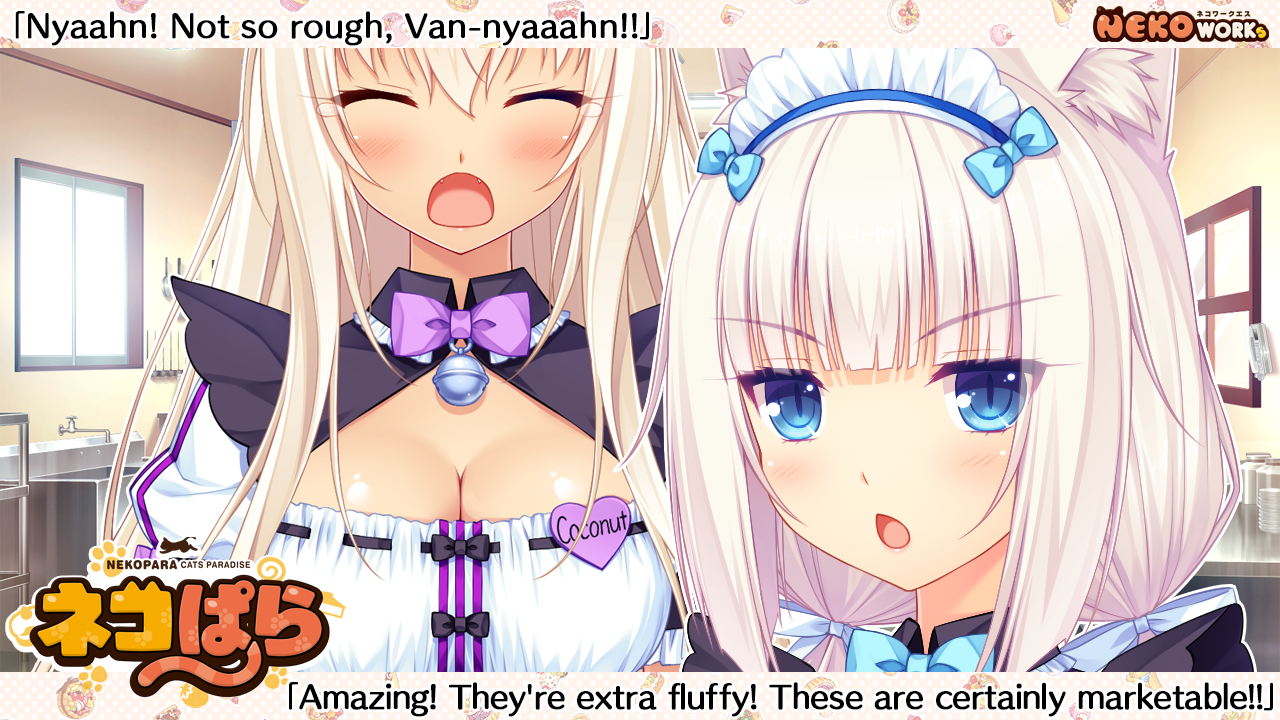 「Nyaahn! Not so rough, Van-nyaaahn!!」
ネコワークエス
NEKO WORKs
Coconut
NEKOPARA CATS PARADISE
ネコぱら
「Amazing! They're extra fluffy! These are certainly marketable!!」